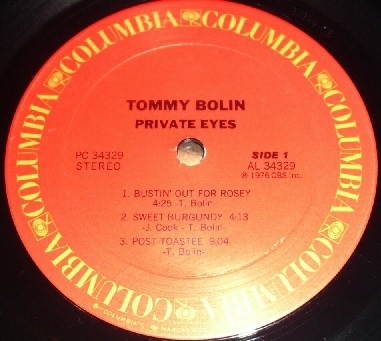 COLUMBIA COLUMBIA COLUMBIA COLUMBIA COLUMBIA COLUMBIA
TOMMY BOLIN
PRIVATE EYES
PC 34329
STEREO
SIDE 1
AL 34329
℗ 1976 CBS Inc.
1. BUSTIN' OUT FOR ROSEY
4:25 -T. Bolin-
2. SWEET BURGUNDY 4:13
-J. Cook - T. Bolin-
3. POST TOASTEE 9:04
-T. Bolin-